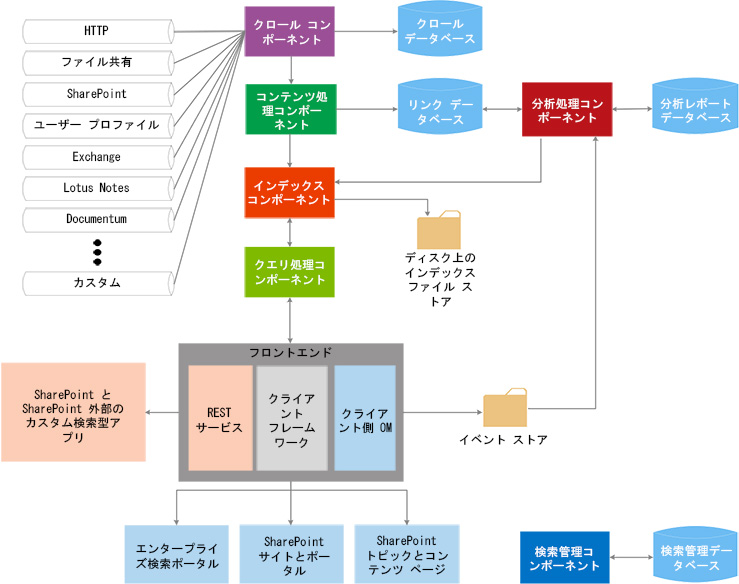 HTTP
ファイル共有
SharePoint
ユーザー プロファイル
Exchange
Lotus Notes
Documentum
カスタム
クロール コン
ポーネント
クロール
データベース
コンテンツ処
理コンポー
ネント
リンク デー
タベース
分析処理コン
ポーネント
分析レポート
データベース
インデックス
コンポーネント
ディスク上の
インデックス
ファイル ス
トア
クエリ処理コ
ンポーネント
フロントエンド
REST
サービス
クライア
ント
フレーム
ワーク
クライア
ント側 OM
SharePoint と
SharePoint 外部の
カスタム検索型ア
プリ
イベント ストア
エンタープライ
ズ検索ポータル
SharePoint
サイトとポー
タル
SharePoint
トピックとコン
テンツ ページ
検索管理コ
ンポーネント
検索管理デー
タベース